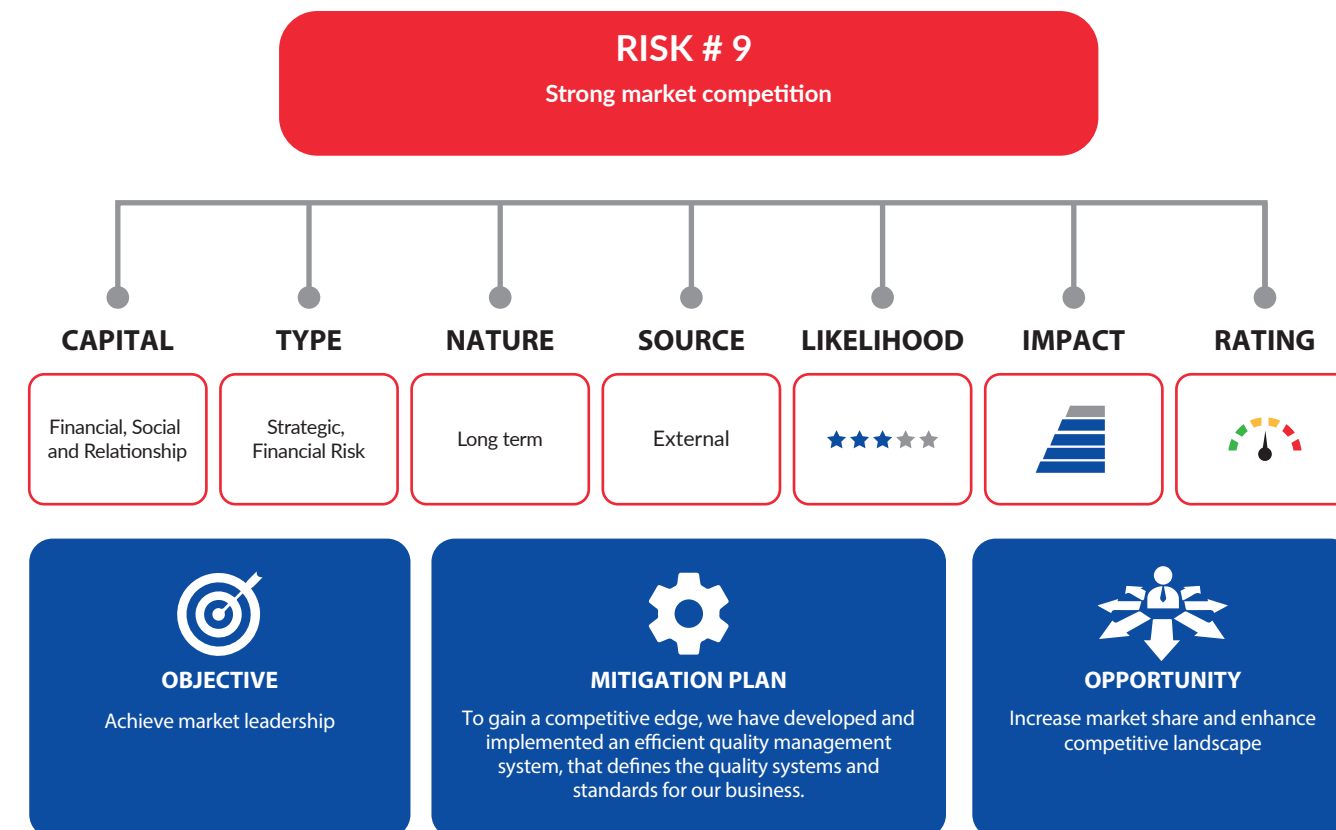 RISK # 9
Strong market competition
CAPITAL
TYPE
NATURE
SOURCE
LIKELIHOOD
IMPACT
RATING
Financial, Social
and Relationship
Strategic,
Financial Risk
Long term
External
OBJECTIVE
Achieve market leadership
MITIGATION PLAN
To gain a competitive edge, we have developed and
implemented an efficient quality management
system, that defines the quality systems and
standards for our business.
OPPORTUNITY
Increase market share and enhance
competitive landscape